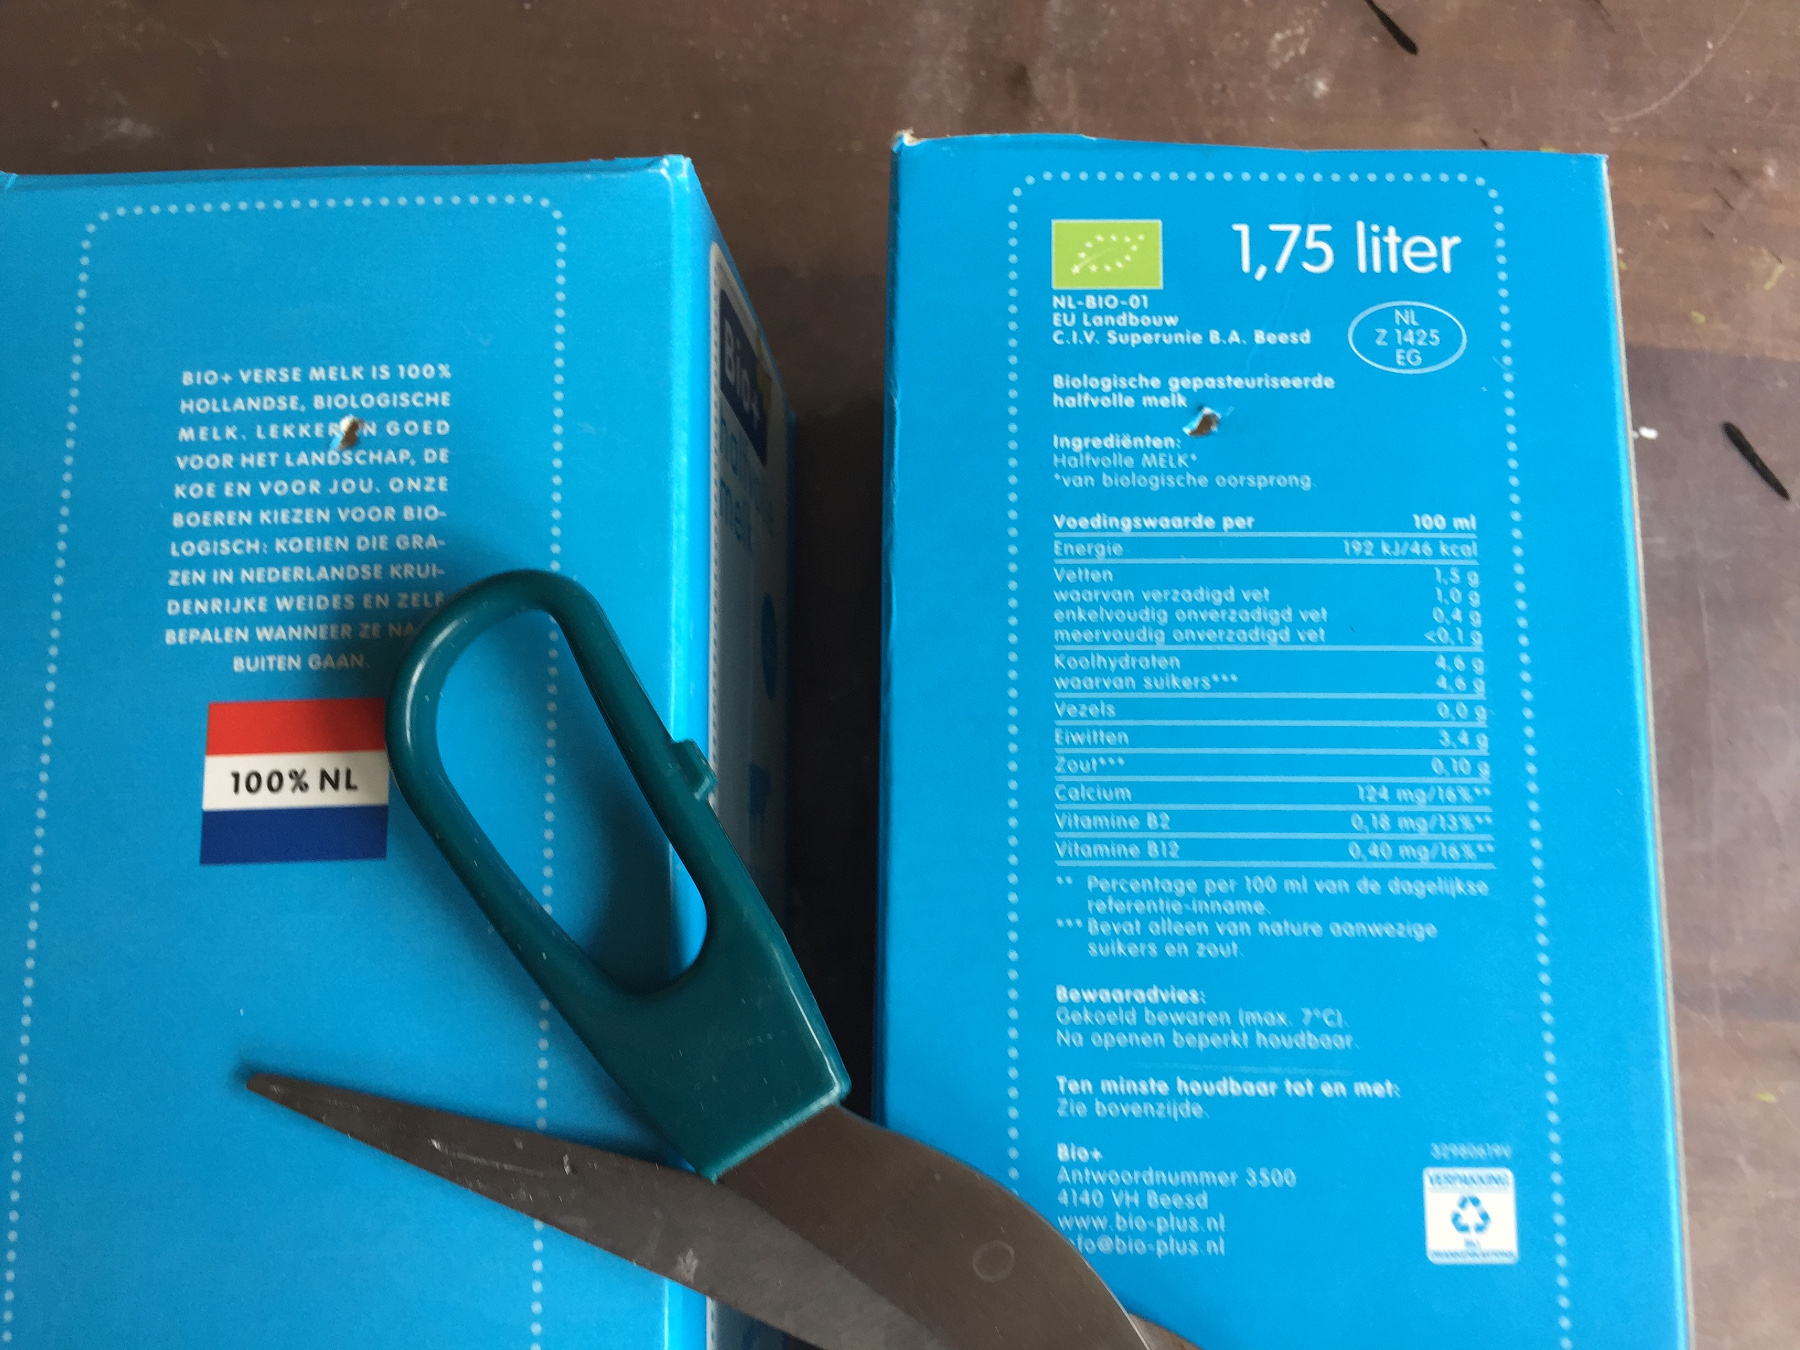 BIO+ VERSE MELK IS 100%
HOLLANDSE, BIOLOGISCHE
MELK. LEKKER N GOED
VOOR HET LANDSCHAP, DE
KOE EN VOOR JOU. ONZE
BOEREN KIEZEN VOOR BIO-
LOGISCH: KOEIEN DIE GRA-
ZEN IN NEDERLANDSE KRUI-
DENRIJKE WEIDES EN ZELF
BEPALEN WANNEER ZE NA
BUITEN GAAN.
100% NL
Bio+
melk
1,75 liter
NL-BIO-01
EU Landbouw
C.I.V. Superunie B.A. Beesd
NL
Z 1425
EG
Biologische gepasteuriseerde
halfvolle melk
Ingrediënten:
Halfvolle MELK*
*van biologische oorsprong.
Voedingswaarde per 100 ml
Energie 192 kJ/46 kcal
Vetten 1,5 g
waarvan verzadigd vet 1,0 g
enkelvoudig onverzadigd vet 0,4 g
meervoudig onverzadigd vet <0,1 g
Koolhydraten 4,6 g
waarvan suikers*** 4,6 g
Vezels 0,0 g
Eiwitten 3,4 g
Zout*** 0,10 g
Calcium 124 mg/16%**
Vitamine B2 0,18 mg/13%**
Vitamine B12 0,40 mg/16%**
** Percentage per 100 ml van de dagelijkse
referentie-inname.
*** Bevat alleen van nature aanwezige
suikers en zout.
Bewaaradvies:
Gekoeld bewaren (max. 7°C).
Na openen beperkt houdbaar.
Ten minste houdbaar tot en met:
Zie bovenzijde.
Bio+
Antwoordnummer 3500
4140 VH Beesd
www.bio-plus.nl
nfo@bio-plus.nl
VERPAKKING